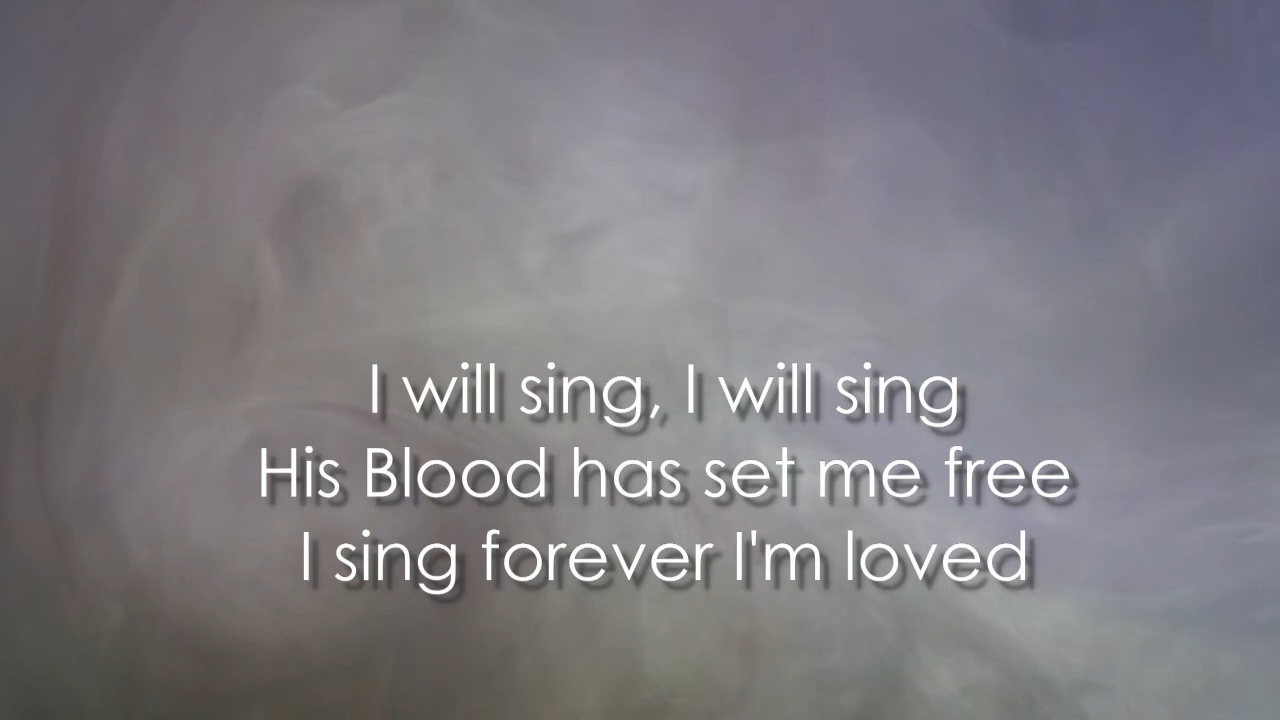 I will sing, I will sing
His Blood has set me free
I sing forever I'm loved